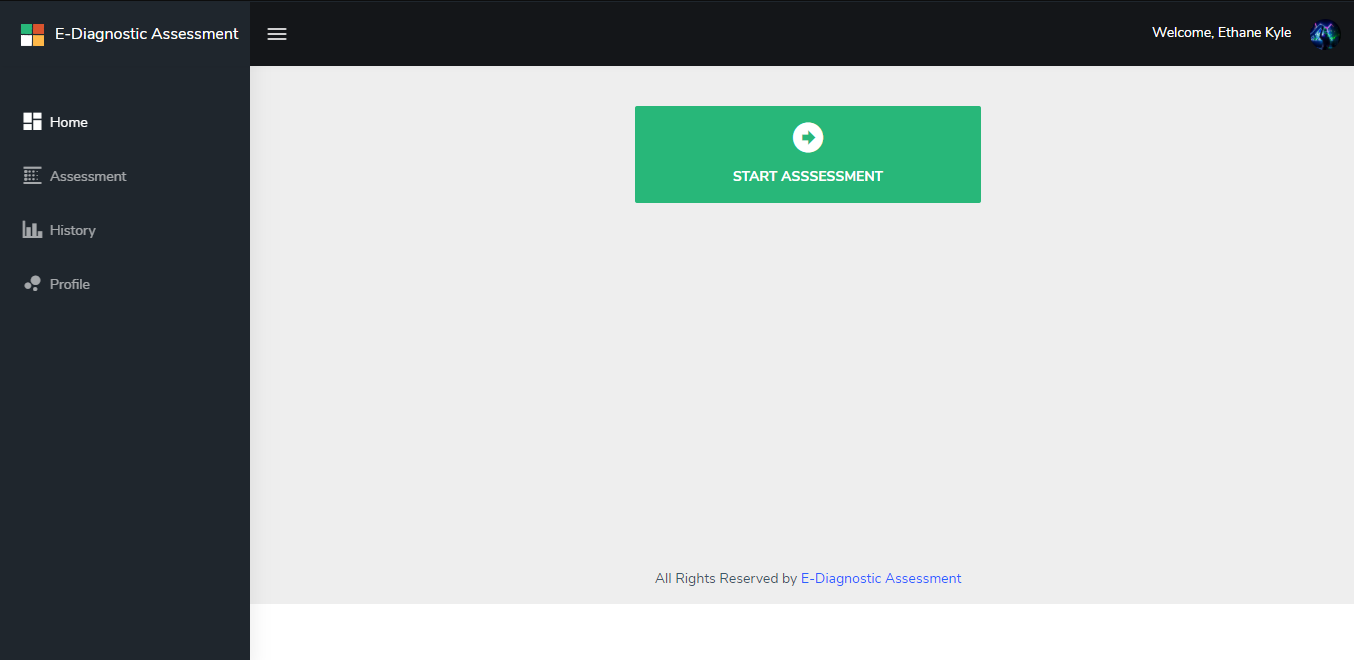 E-Diagnostic Assessment
Welcome, Ethane Kyle
Home
Assessment
History
Profile
START ASSSESSMENT
All Rights Reserved by E-Diagnostic Assessment